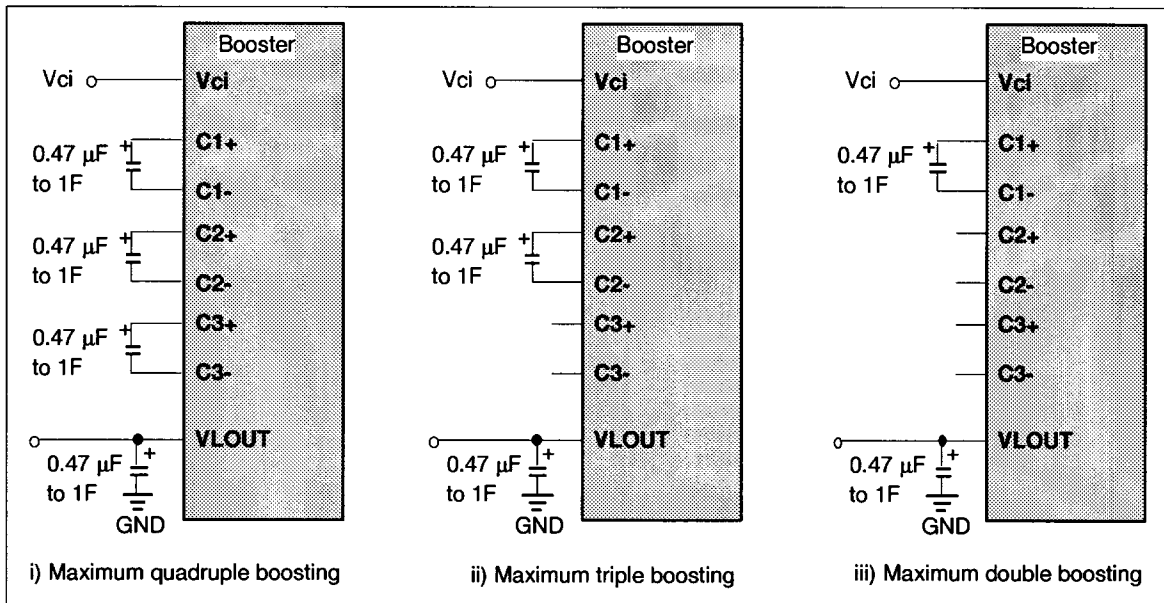 Booster
Vci
Vci
C1+
+
0.47 µF
to 1F
C1-
C2+
+
0.47 µF
to 1F
C2-
C3+
+
0.47 µF
to 1F
C3-
VLOUT
+
0.47 µF
to 1F
GND
i) Maximum quadruple boosting
Booster
Vci
Vci
C1+
+
0.47 µF
to 1F
C1-
C2+
+
0.47 µF
to 1F
C2-
C3+
C3-
VLOUT
+
0.47 µF
to 1F
GND
ii) Maximum triple boosting
Booster
Vci
Vci
C1+
+
0.47 µF
to 1F
C1-
C2+
C2-
C3+
C3-
VLOUT
+
0.47 µF
to 1F
GND
iii) Maximum double boosting